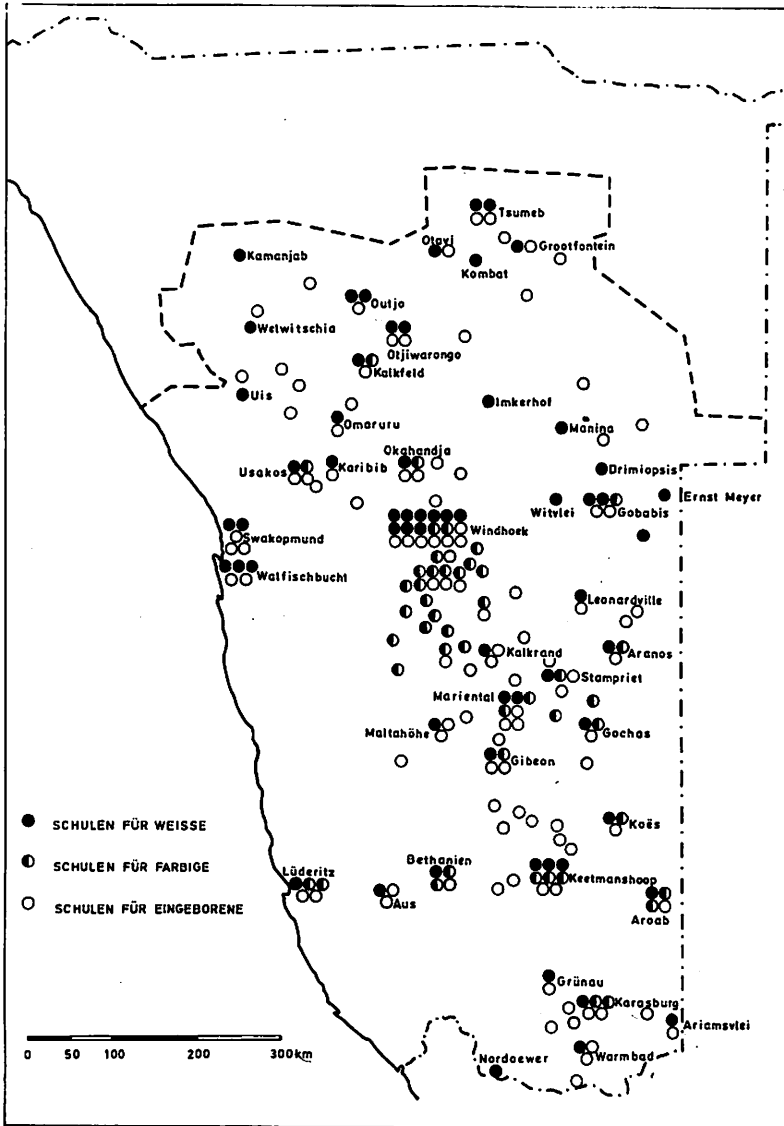 Tsumeb
Otavi
Grootfontein
Kamanjab
Kombat
Outjo
Welwitschia
Otjiwarongo
Kalkfeld
Uis
Imkerhof
Omaruru
Manina
Okahandja
Usakos
Karibib
Drimiopsis
Ernst Meyer
Witvlei
Gobabis
Windhoek
Swakopmund
Walfischbucht
Leonardville
Kalkrand
Aranos
Stampriet
Mariental
Maltahöhe
Gochas
Gibeon
SCHULEN FÜR WEISSE
Koës
SCHULEN FÜR FARBIGE
Bethanien
Lüderitz
Keetmanshoop
SCHULEN FÜR EINGEBORENE
Aus
Aroab
Grünau
Karasburg
Ariamsvlei
0 50 100 300km
Warmbad
Nordoewer